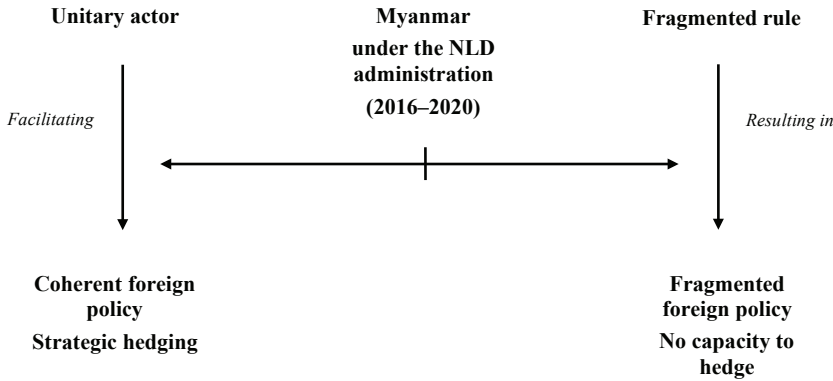 Unitary actor
Myanmar
under the NLD
administration
(2016–2020)
Fragmented rule
Facilitating
Resulting in
Coherent foreign
policy
Strategic hedging
Fragmented
foreign policy
No capacity to
hedge